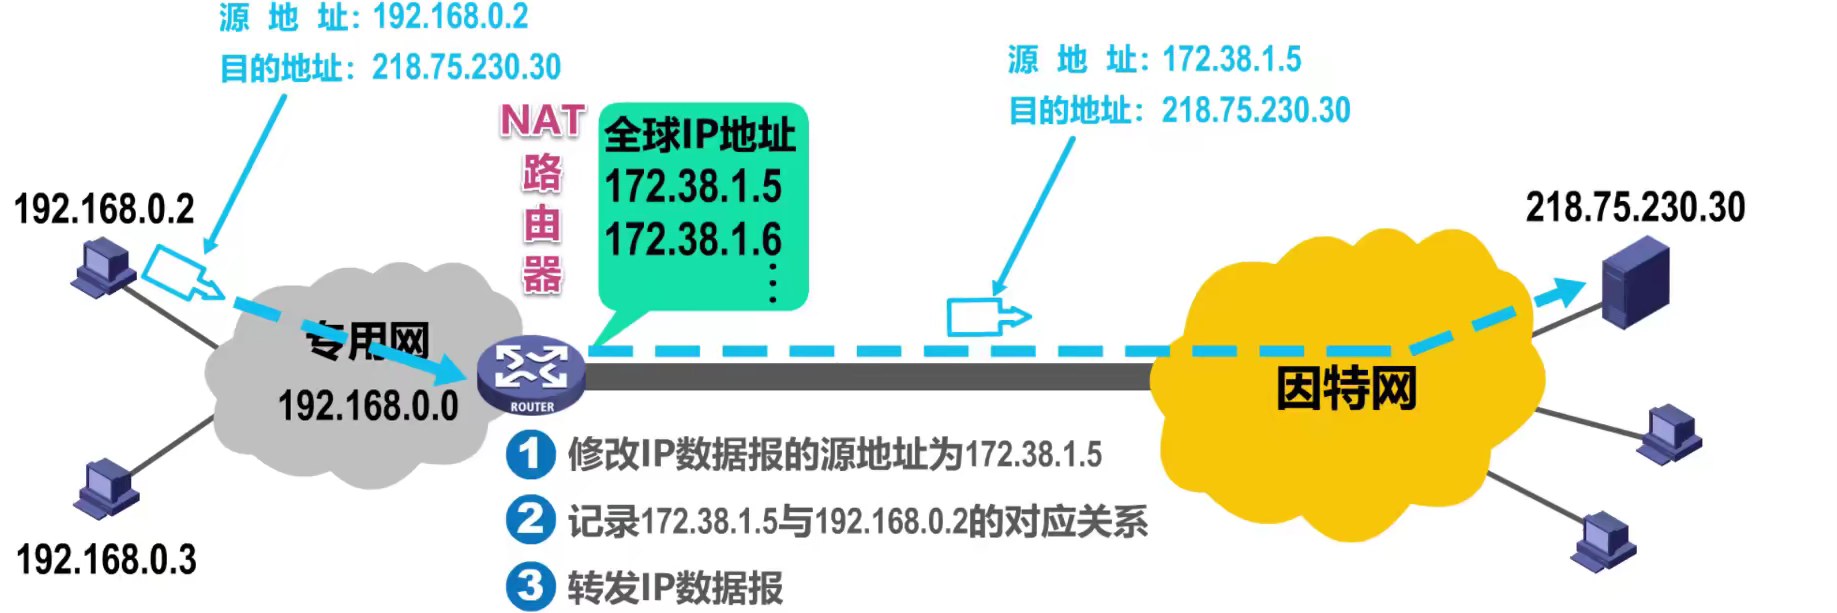 源 地 址：192.168.0.2
目的地址：218.75.230.30
源 地 址：172.38.1.5
目的地址：218.75.230.30
NAT
路
由
器
全球IP地址
172.38.1.5
172.38.1.6
⋮
192.168.0.2
218.75.230.30
专用网
192.168.0.0
ROUTER
因特网
1 修改IP数据报的源地址为172.38.1.5
2 记录172.38.1.5与192.168.0.2的对应关系
3 转发IP数据报
192.168.0.3